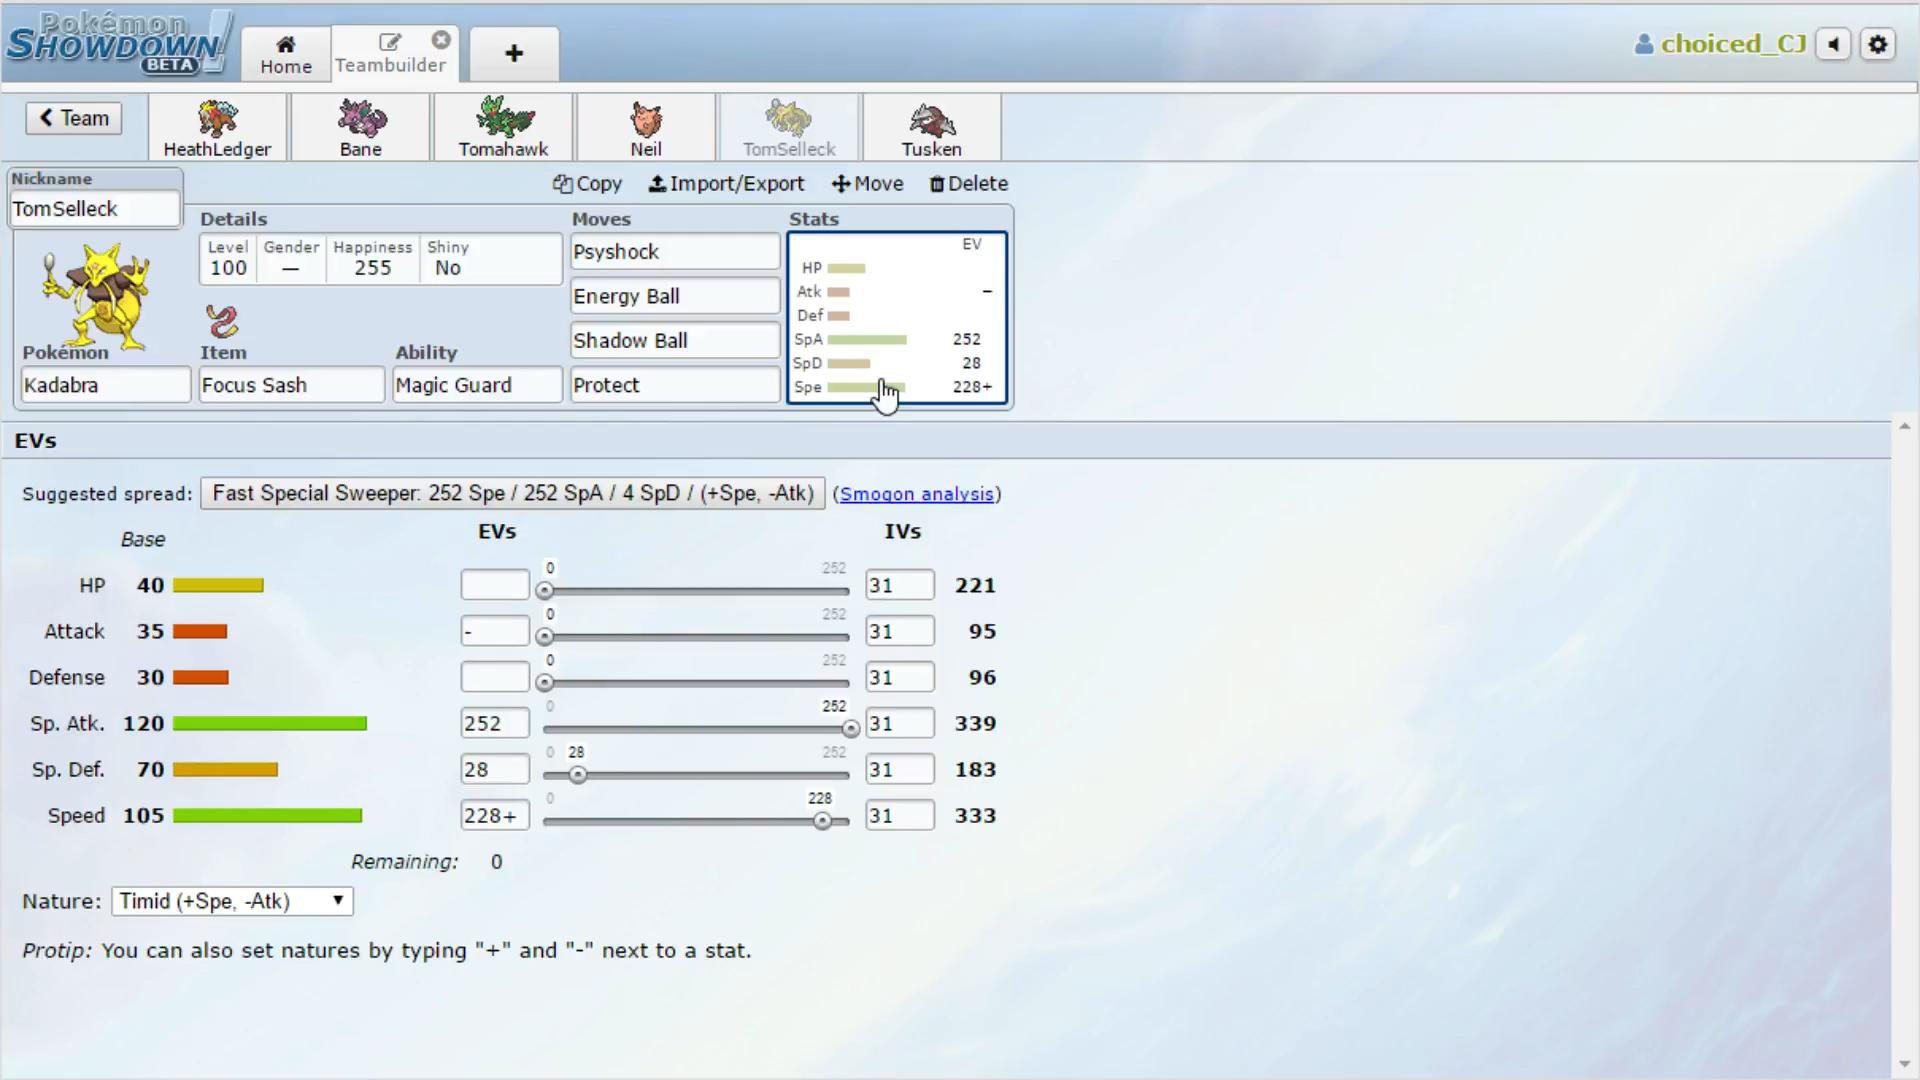 Pokémon
SHOWDOWN!
BETA
Home
Teambuilder
+
choiced_CJ
Team
HeathLedger
Bane
Tomahawk
Neil
TomSelleck
Tusken
Copy
Import/Export
Move
Delete
Nickname
TomSelleck
Details
Level
100
Gender
—
Happiness
255
Shiny
No
Pokémon
Kadabra
Item
Focus Sash
Ability
Magic Guard
Moves
Psyshock
Energy Ball
Shadow Ball
Protect
Stats
EV
HP
Atk –
Def
SpA 252
SpD 28
Spe 228+
EVs
Suggested spread: Fast Special Sweeper: 252 Spe / 252 SpA / 4 SpD / (+Spe, -Atk) (Smogon analysis)
Base EVs IVs
0 252
HP 40 31 221
0 252
Attack 35 - 31 95
0 252
Defense 30 31 96
0 252
Sp. Atk. 120 252 31 339
0 28 252
Sp. Def. 70 28 31 183
0 228
Speed 105 228+ 31 333
Remaining: 0
Nature: Timid (+Spe, -Atk)
Protip: You can also set natures by typing "+" and "-" next to a stat.